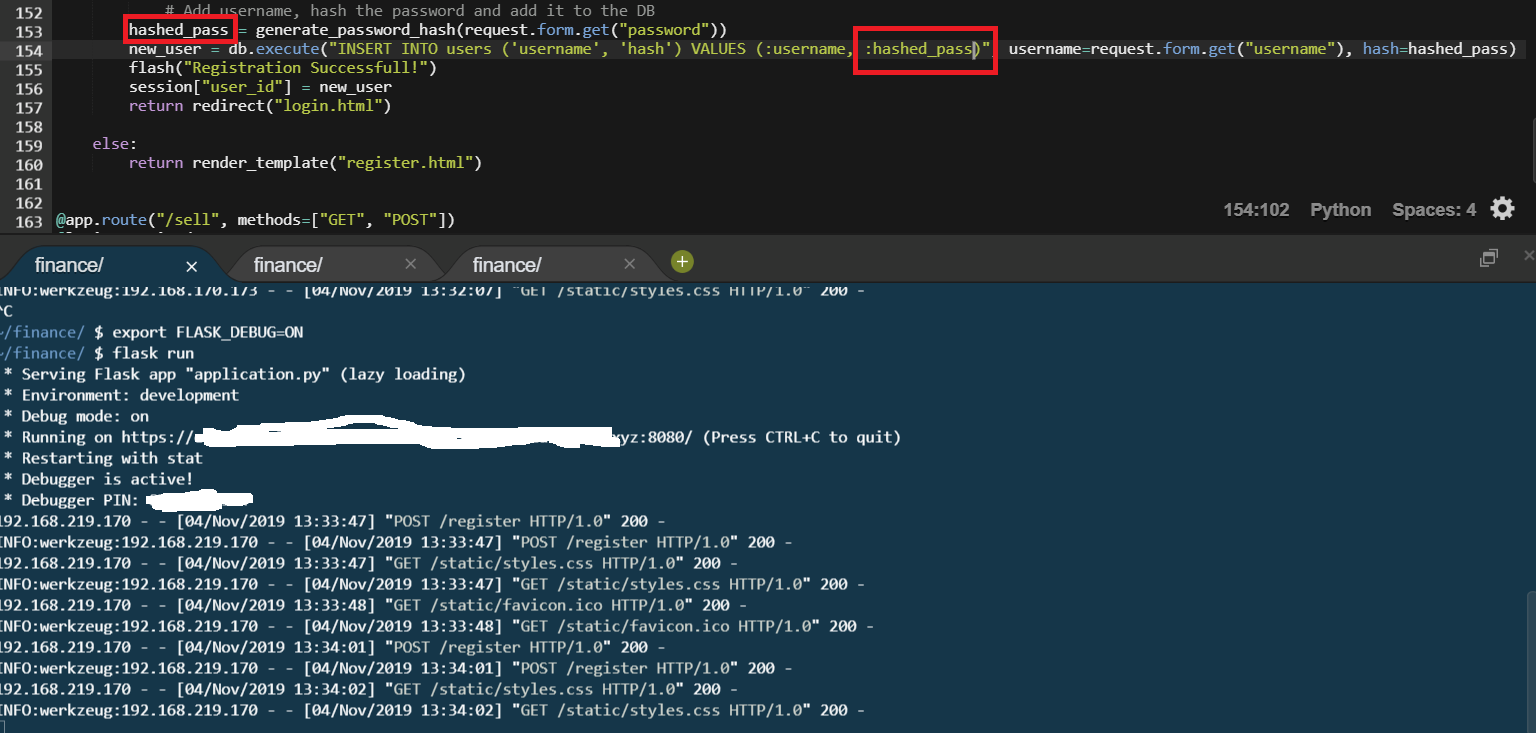 152 # Add username, hash the password and add it to the DB
153 hashed_pass = generate_password_hash(request.form.get("password"))
154 new_user = db.execute("INSERT INTO users ('username', 'hash') VALUES (:username, :hashed_pass)", username=request.form.get("username"), hash=hashed_pass)
155 flash("Registration Successfull!")
156 session["user_id"] = new_user
157 return redirect("login.html")
158
159 else:
160 return render_template("register.html")
161
162
163 @app.route("/sell", methods=["GET", "POST"])
154:102 Python Spaces: 4
finance/ × finance/ × finance/ × +
INFO:werkzeug:192.168.170.173 - - [04/Nov/2019 13:32:07] "GET /static/styles.css HTTP/1.0" 200 -
^C
~/finance/ $ export FLASK_DEBUG=ON
~/finance/ $ flask run
* Serving Flask app "application.py" (lazy loading)
* Environment: development
* Debug mode: on
* Running on https:// xyz:8080/ (Press CTRL+C to quit)
* Restarting with stat
* Debugger is active!
* Debugger PIN:
192.168.219.170 - - [04/Nov/2019 13:33:47] "POST /register HTTP/1.0" 200 -
INFO:werkzeug:192.168.219.170 - - [04/Nov/2019 13:33:47] "POST /register HTTP/1.0" 200 -
192.168.219.170 - - [04/Nov/2019 13:33:47] "GET /static/styles.css HTTP/1.0" 200 -
INFO:werkzeug:192.168.219.170 - - [04/Nov/2019 13:33:47] "GET /static/styles.css HTTP/1.0" 200 -
192.168.219.170 - - [04/Nov/2019 13:33:48] "GET /static/favicon.ico HTTP/1.0" 200 -
INFO:werkzeug:192.168.219.170 - - [04/Nov/2019 13:33:48] "GET /static/favicon.ico HTTP/1.0" 200 -
192.168.219.170 - - [04/Nov/2019 13:34:01] "POST /register HTTP/1.0" 200 -
INFO:werkzeug:192.168.219.170 - - [04/Nov/2019 13:34:01] "POST /register HTTP/1.0" 200 -
192.168.219.170 - - [04/Nov/2019 13:34:02] "GET /static/styles.css HTTP/1.0" 200 -
INFO:werkzeug:192.168.219.170 - - [04/Nov/2019 13:34:02] "GET /static/styles.css HTTP/1.0" 200 -